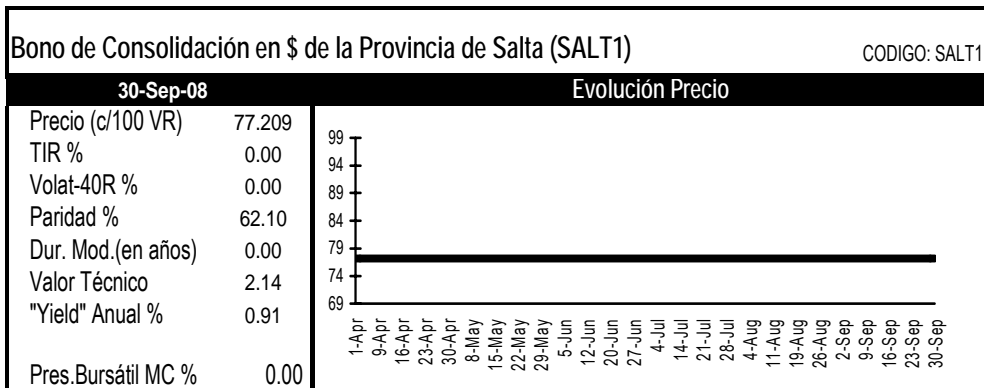 Bono de Consolidación en $ de la Provincia de Salta (SALT1) CODIGO: SALT1
30-Sep-08 Evolución Precio
Precio (c/100 VR) 77.209
TIR % 0.00
Volat-40R % 0.00
Paridad % 62.10
Dur. Mod.(en años) 0.00
Valor Técnico 2.14
"Yield" Anual % 0.91
Pres.Bursátil MC % 0.00
99
94
89
84
79
74
69
1-Apr
9-Apr
16-Apr
23-Apr
30-Apr
8-May
15-May
22-May
29-May
5-Jun
12-Jun
20-Jun
27-Jun
4-Jul
14-Jul
21-Jul
28-Jul
4-Aug
11-Aug
19-Aug
26-Aug
2-Sep
9-Sep
16-Sep
23-Sep
30-Sep